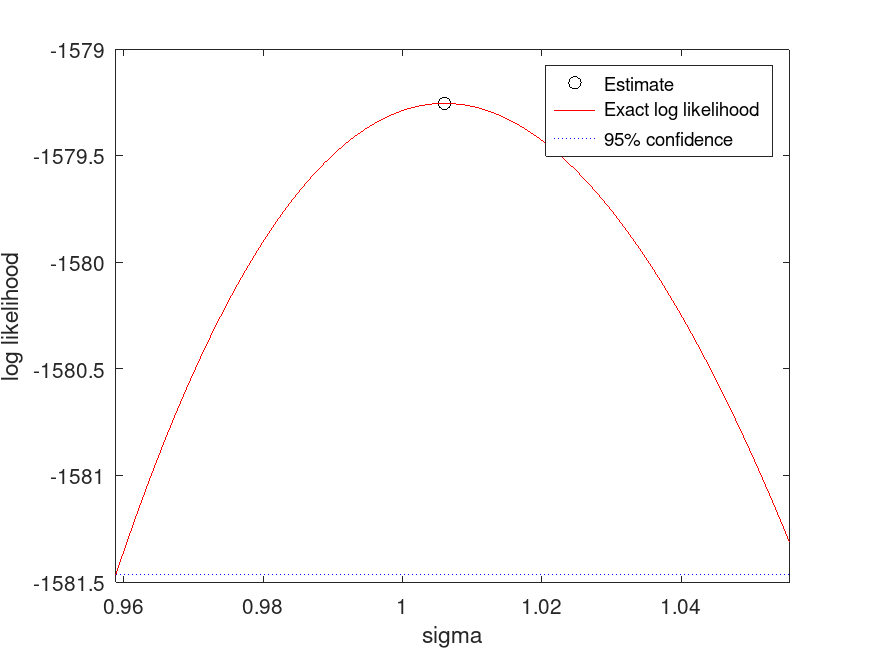 -1579
-1579.5
-1580
-1580.5
-1581
-1581.5
log likelihood
Estimate
Exact log likelihood
95% confidence
0.96
0.98
1
1.02
1.04
sigma